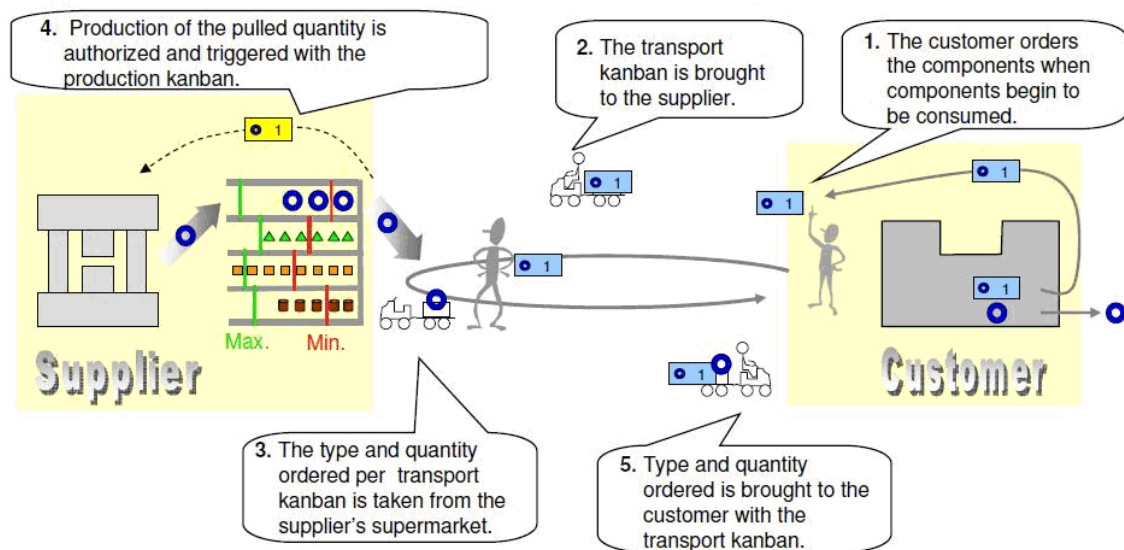 4. Production of the pulled quantity is
authorized and triggered with the
production kanban.
2. The transport
kanban is brought
to the supplier.
1. The customer orders
the components when
components begin to
be consumed.
1
1
1
1
1
1
Max. Min.
1
Supplier
Customer
3. The type and quantity
ordered per transport
kanban is taken from the
supplier's supermarket.
5. Type and quantity
ordered is brought to the
customer with the
transport kanban.